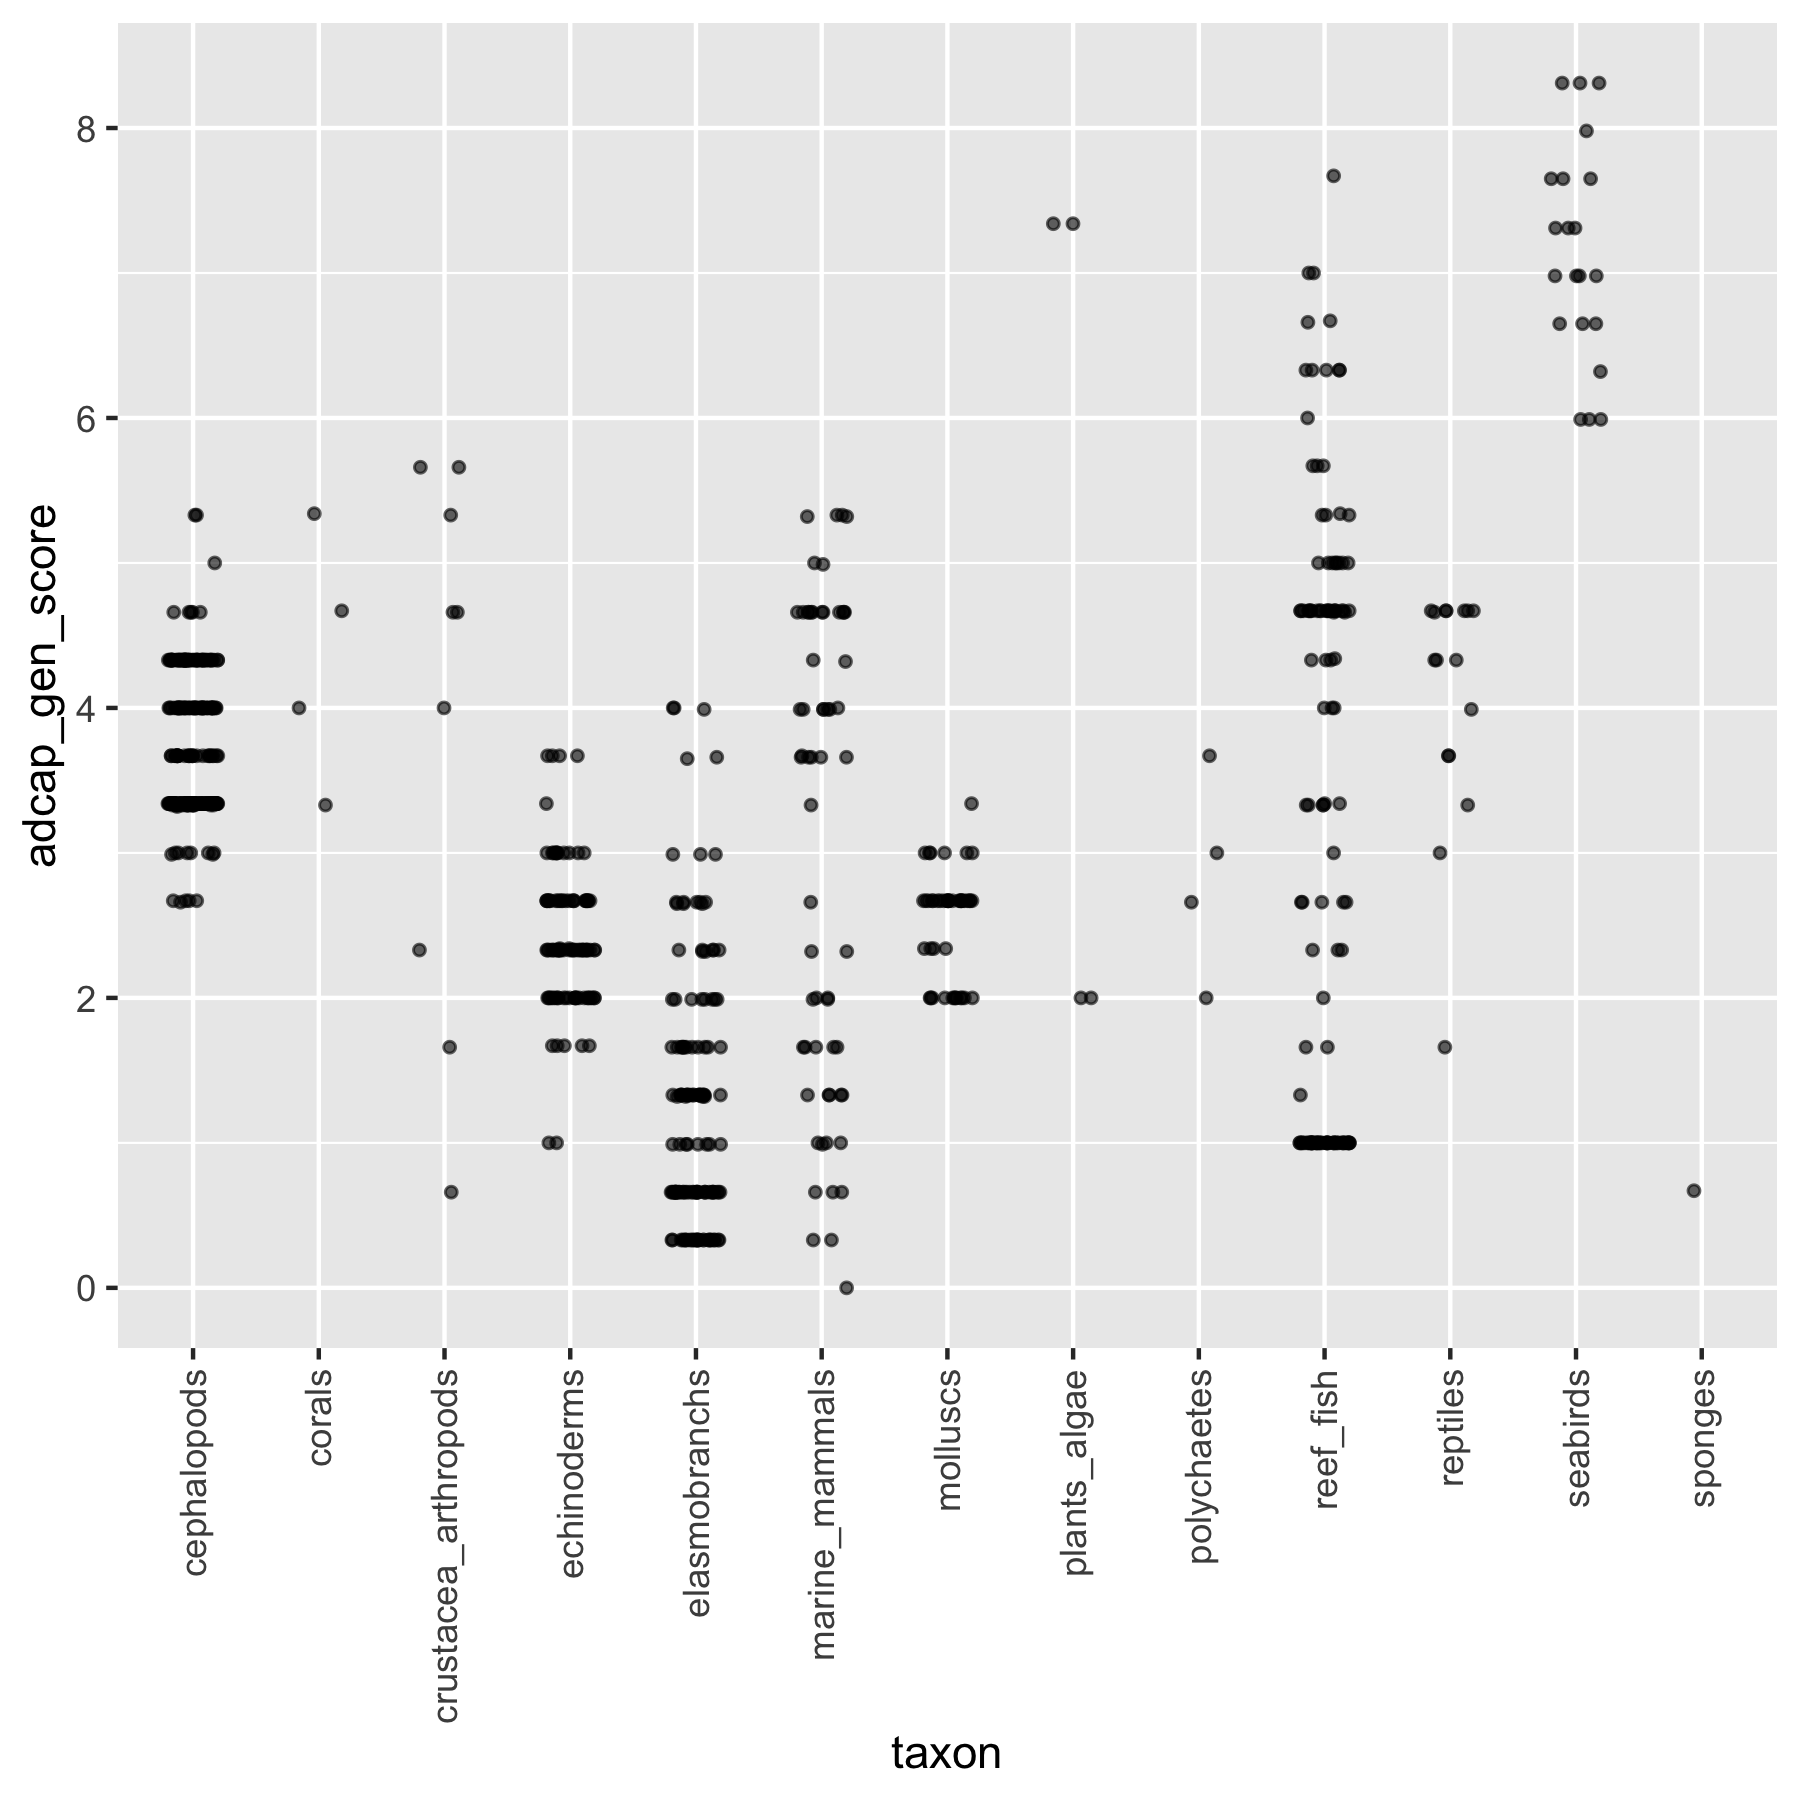 adcap_gen_score
8
6
4
2
0
cephalopods
corals
crustacea_arthropods
echinoderms
elasmobranchs
marine_mammals
molluscs
plants_algae
polychaetes
reef_fish
reptiles
seabirds
sponges
taxon